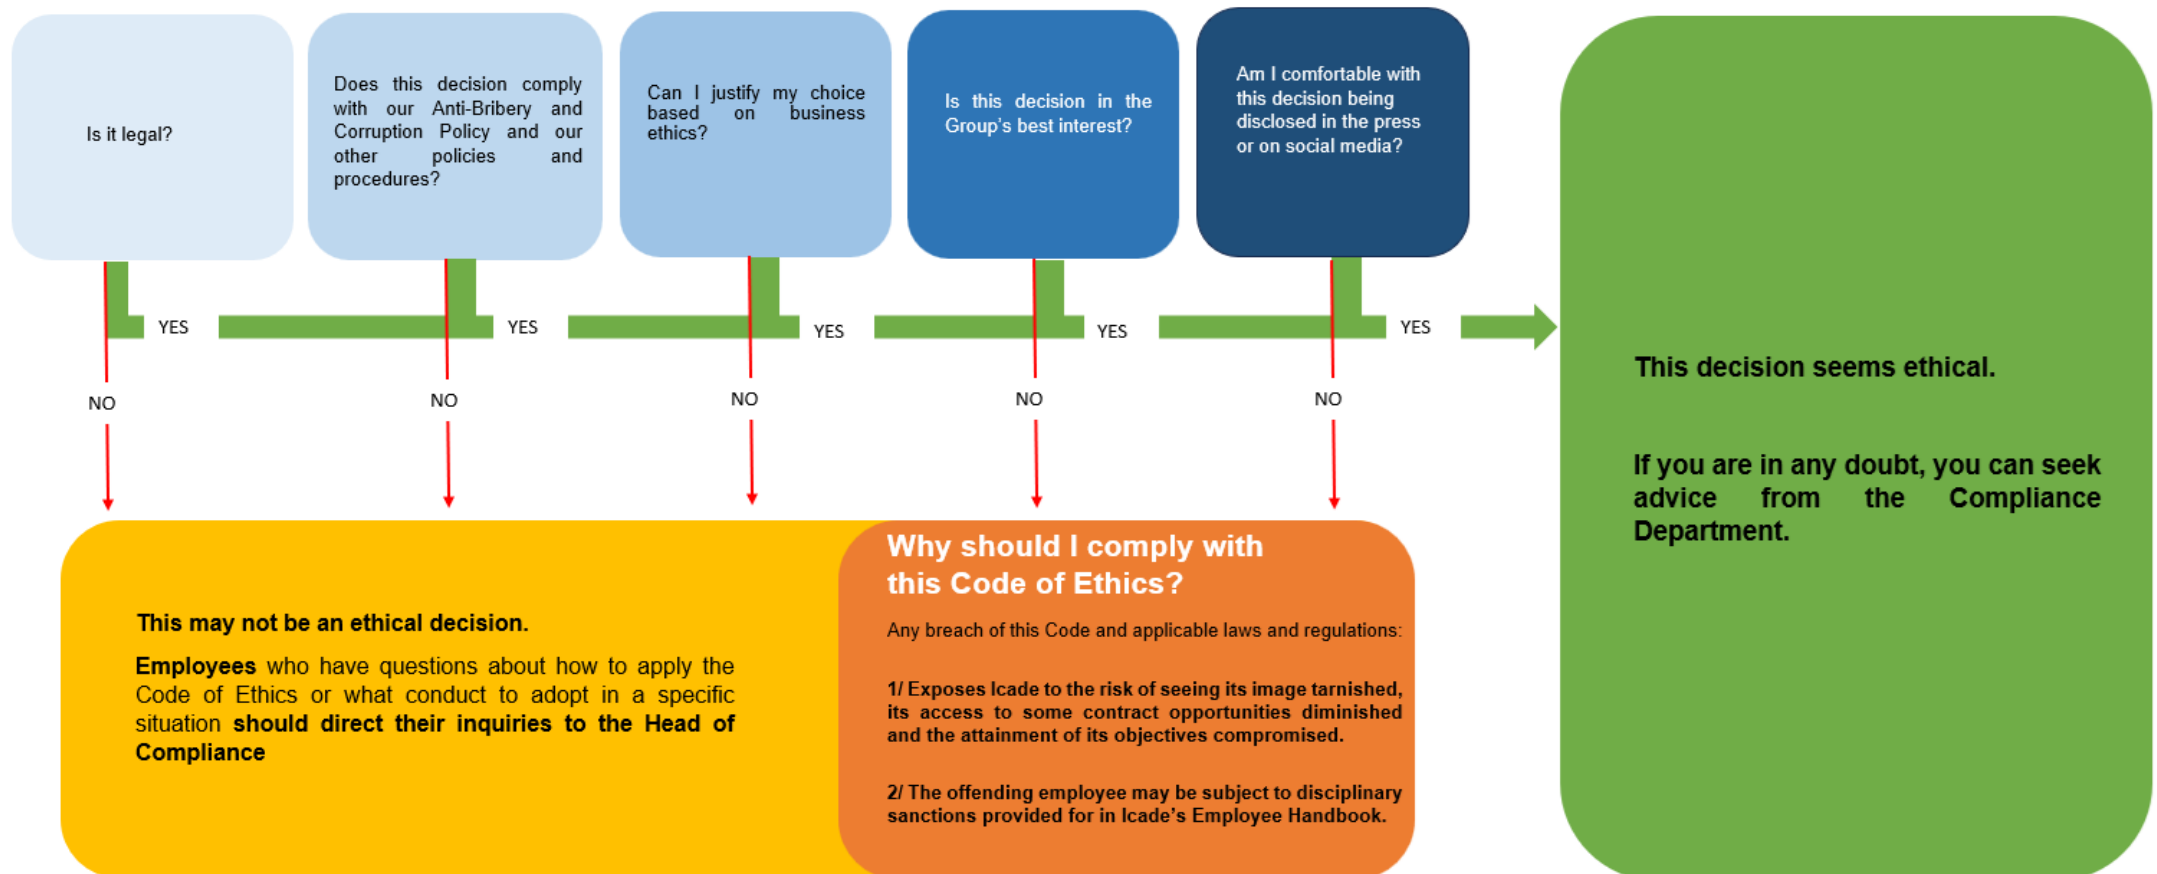 Is it legal?
Does this decision comply
with our Anti-Bribery and
Corruption Policy and our
other policies and
procedures?
Can I justify my choice
based on business
ethics?
Is this decision in the
Group's best interest?
Am I comfortable with
this decision being
disclosed in the press
or on social media?
YES
YES
YES
YES
YES
NO
NO
NO
NO
NO
This decision seems ethical.
If you are in any doubt, you can seek
advice from the Compliance
Department.
This may not be an ethical decision.
Employees who have questions about how to apply the
Code of Ethics or what conduct to adopt in a specific
situation should direct their inquiries to the Head of
Compliance
Why should I comply with
this Code of Ethics?
Any breach of this Code and applicable laws and regulations:
1/ Exposes Icade to the risk of seeing its image tarnished,
its access to some contract opportunities diminished
and the attainment of its objectives compromised.
2/ The offending employee may be subject to disciplinary
sanctions provided for in Icade's Employee Handbook.